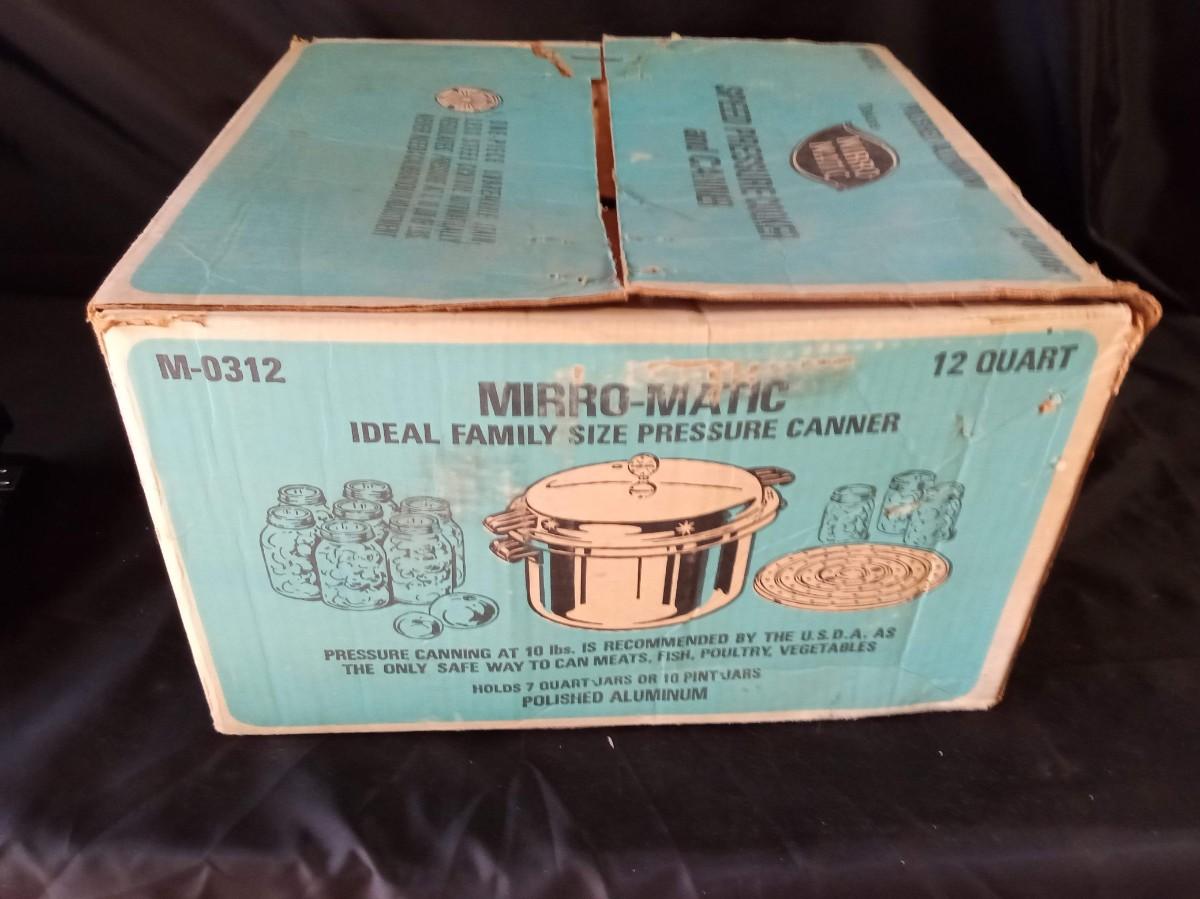 SPEED PRESSURE COOKER
and CANNER
MIRRO
MATIC
M-0312
12 QUART
MIRRO-MATIC
IDEAL FAMILY SIZE PRESSURE CANNER
PRESSURE CANNING AT 10 lbs. IS RECOMMENDED BY THE U.S.D.A. AS
THE ONLY SAFE WAY TO CAN MEATS, FISH, POULTRY, VEGETABLES
HOLDS 7 QUART JARS OR 10 PINT JARS
POLISHED ALUMINUM